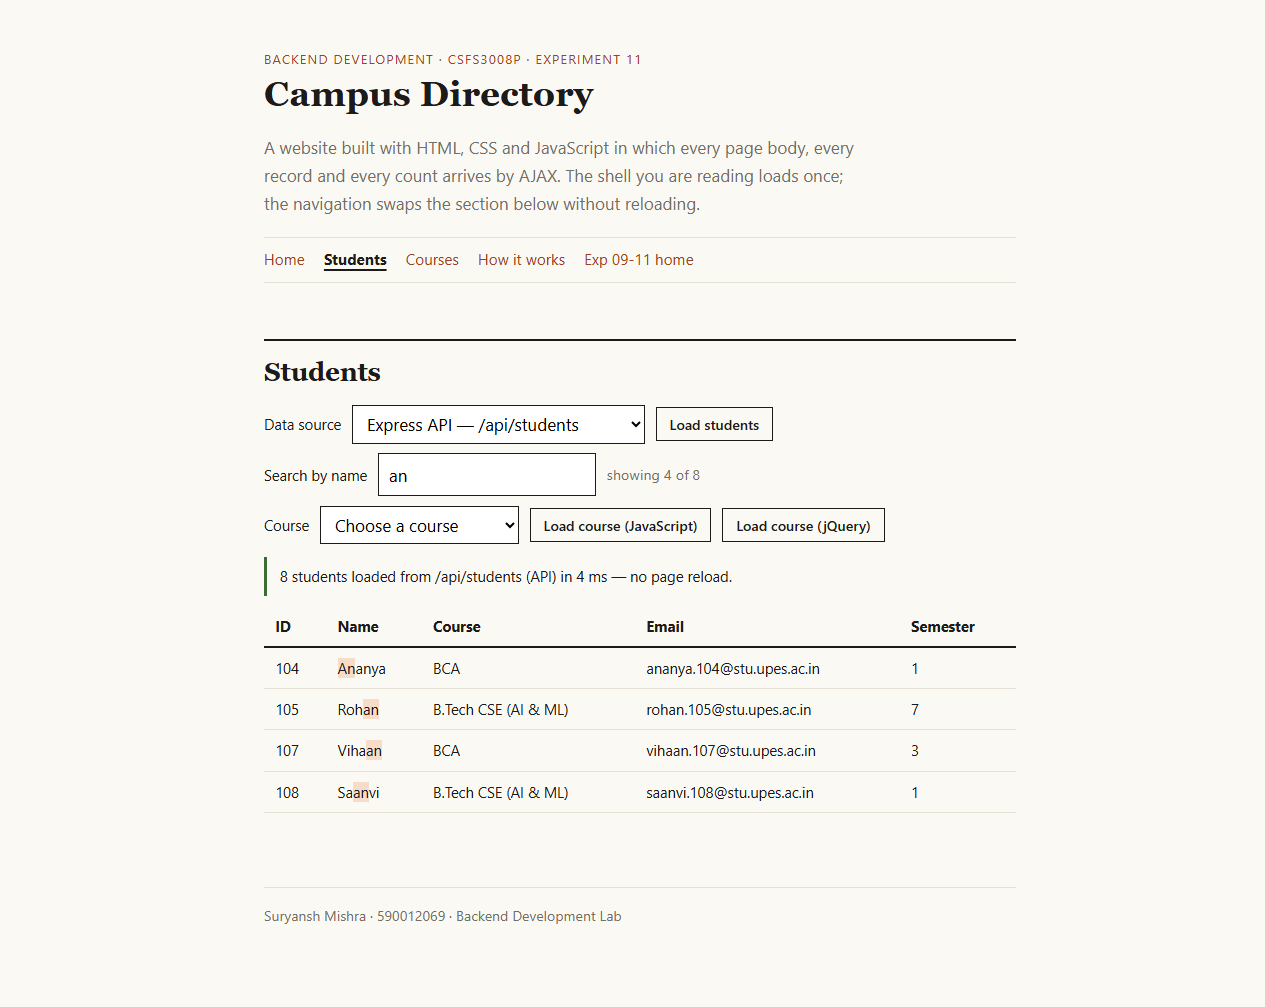 BACKEND DEVELOPMENT · CSFS3008P · EXPERIMENT 11
Campus Directory
A website built with HTML, CSS and JavaScript in which every page body, every
record and every count arrives by AJAX. The shell you are reading loads once;
the navigation swaps the section below without reloading.
Home Students Courses How it works Exp 09-11 home
Students
Data source Express API — /api/students Load students
Search by name an showing 4 of 8
Course Choose a course Load course (JavaScript) Load course (jQuery)
8 students loaded from /api/students (API) in 4 ms — no page reload.
ID Name Course Email Semester
104 Ananya BCA ananya.104@stu.upes.ac.in 1
105 Rohan B.Tech CSE (AI & ML) rohan.105@stu.upes.ac.in 7
107 Vihaan BCA vihaan.107@stu.upes.ac.in 3
108 Saanvi B.Tech CSE (AI & ML) saanvi.108@stu.upes.ac.in 1
Suryansh Mishra · 590012069 · Backend Development Lab